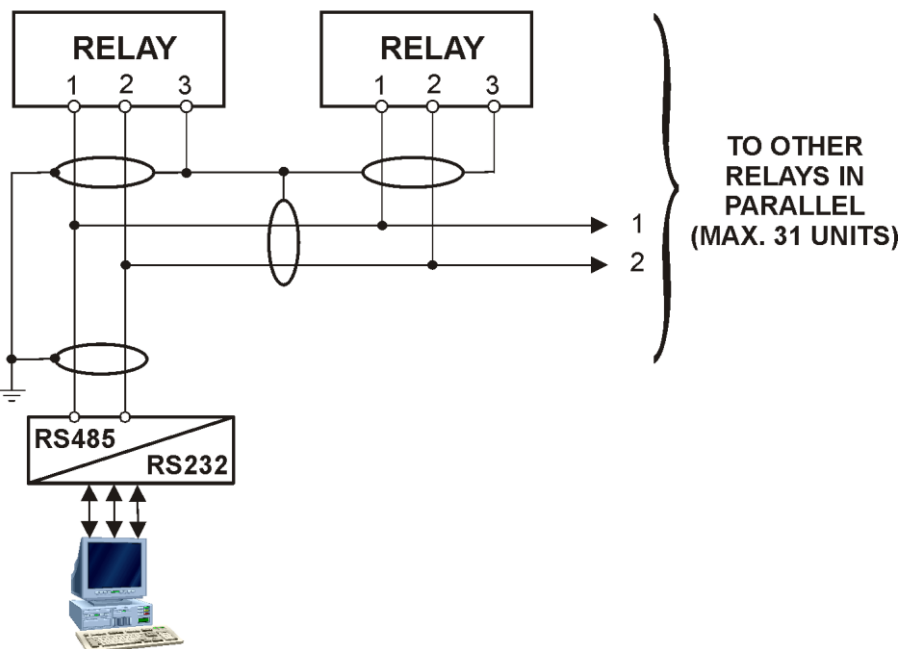 RELAY
1 2 3
RELAY
1 2 3
TO OTHER
RELAYS IN
PARALLEL
(MAX. 31 UNITS)
1
2
RS485
RS232